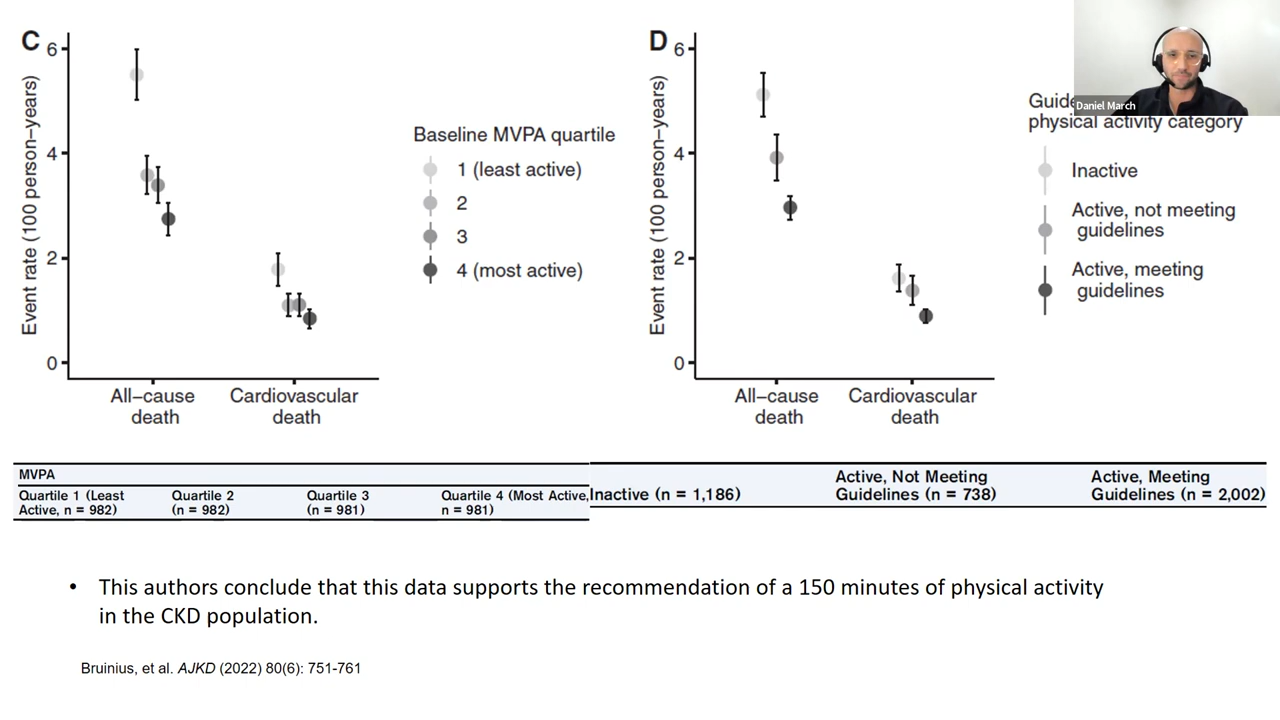 C
6
4
2
0
Event rate (100 person–years)
All–cause
death
Cardiovascular
death
Baseline MVPA quartile
1 (least active)
2
3
4 (most active)
D
6
4
2
0
Event rate (100 person–years)
All–cause
death
Cardiovascular
death
Daniel March
physical activity category
Inactive
Active, not meeting
guidelines
Active, meeting
guidelines
MVPA
Quartile 1 (Least
Active, n = 982)
Quartile 2
(n = 982)
Quartile 3
(n = 981)
Quartile 4 (Most Active,
n = 981)
Inactive (n = 1,186)
Active, Not Meeting
Guidelines (n = 738)
Active, Meeting
Guidelines (n = 2,002)
• This authors conclude that this data supports the recommendation of a 150 minutes of physical activity
in the CKD population.
Bruinius, et al. AJKD (2022) 80(6): 751-761